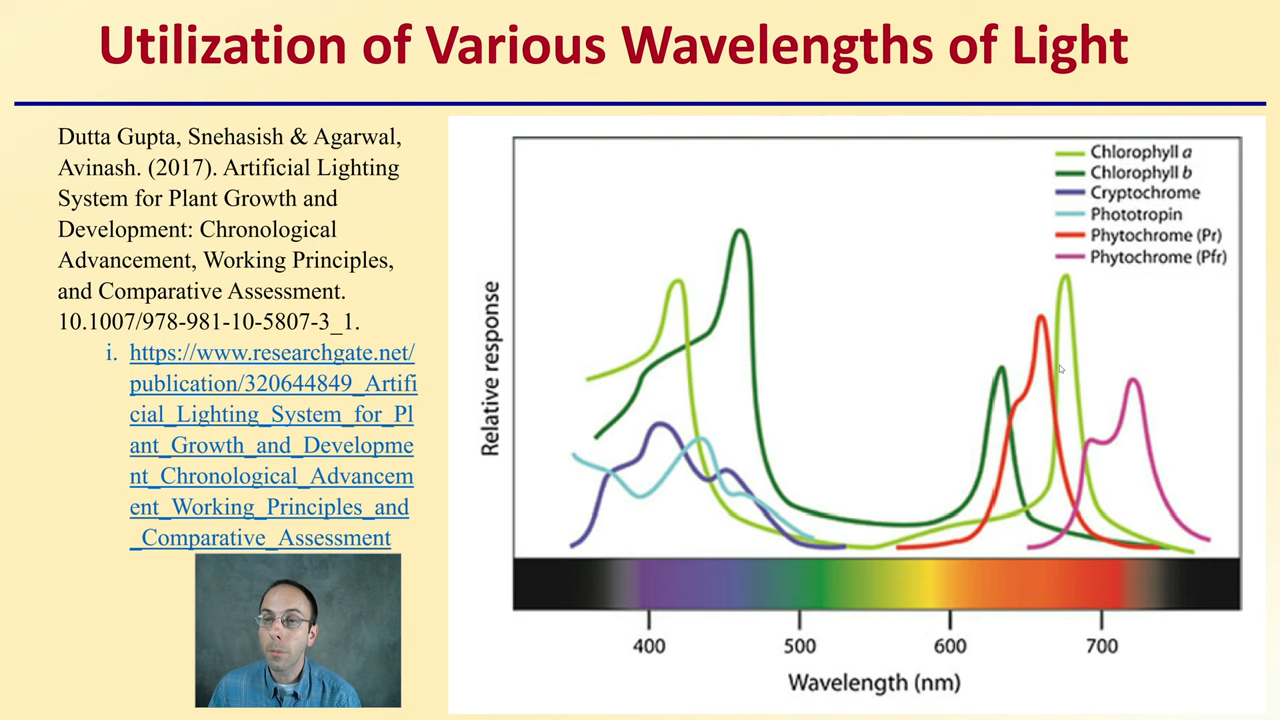 Utilization of Various Wavelengths of Light
Dutta Gupta, Snehasish & Agarwal,
Avinash. (2017). Artificial Lighting
System for Plant Growth and
Development: Chronological
Advancement, Working Principles,
and Comparative Assessment.
10.1007/978-981-10-5807-3_1.
i. https://www.researchgate.net/
publication/320644849_Artifi
cial_Lighting_System_for_Pl
ant_Growth_and_Developme
nt_Chronological_Advancem
ent_Working_Principles_and
_Comparative_Assessment
Chlorophyll a
Chlorophyll b
Cryptochrome
Phototropin
Phytochrome (Pr)
Phytochrome (Pfr)
Relative response
400 500 600 700
Wavelength (nm)